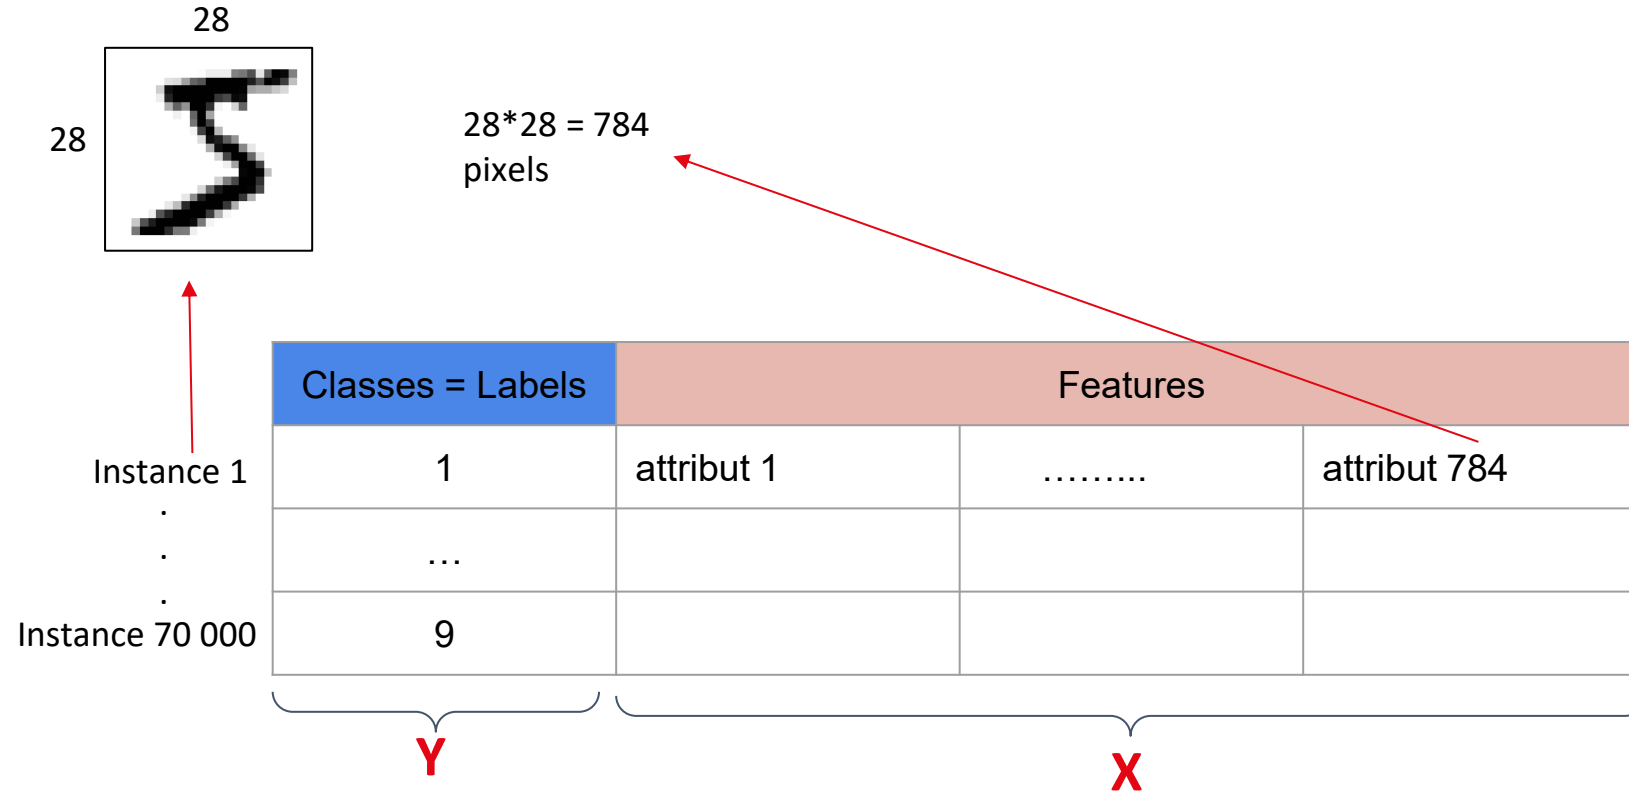 28
28
28*28 = 784
pixels
Classes = Labels
Features
Instance 1
1
attribut 1
……...
attribut 784
.
.
.
…
Instance 70 000
9
Y
X